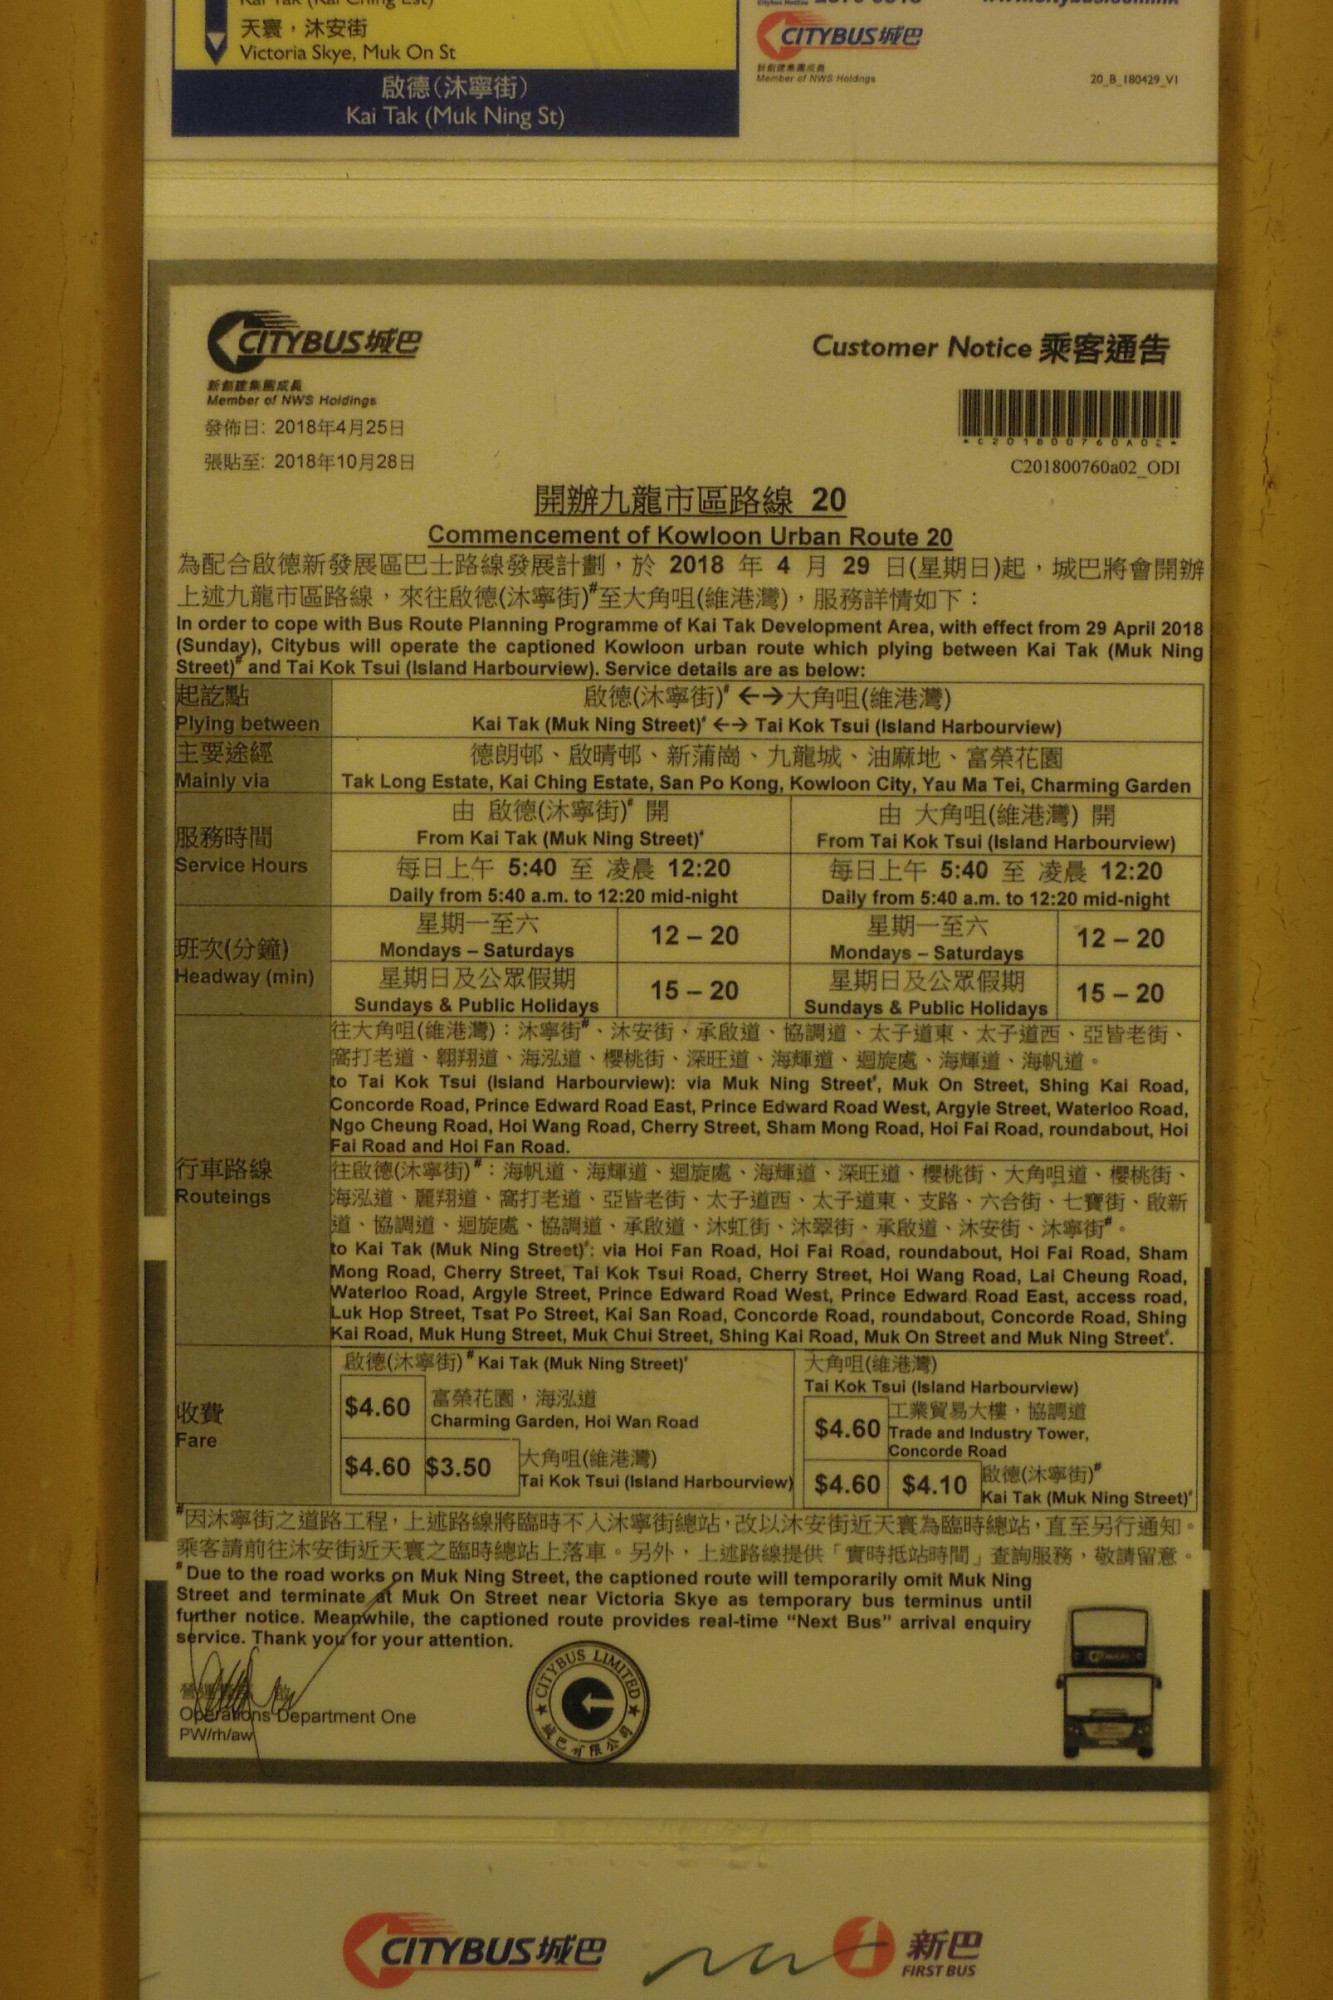 天寰，沐安街
Victoria Skye, Muk On St
啟德(沐寧街)
Kai Tak (Muk Ning St)
CITYBUS城巴
新創建集團成員
Member of NWS Holdings
20_B_180429_V1
CITYBUS城巴
新創建集團成員
Member of NWS Holdings
Customer Notice 乘客通告
發佈日: 2018年4月25日
張貼至: 2018年10月28日
*C201800760A02*
C201800760a02_ODI
開辦九龍市區路線 20
Commencement of Kowloon Urban Route 20
為配合啟德新發展區巴士路線發展計劃，於 2018 年 4 月 29 日(星期日)起，城巴將會開辦
上述九龍市區路線，來往啟德(沐寧街)#至大角咀(維港灣)，服務詳情如下：
In order to cope with Bus Route Planning Programme of Kai Tak Development Area, with effect from 29 April 2018
(Sunday), Citybus will operate the captioned Kowloon urban route which plying between Kai Tak (Muk Ning
Street)# and Tai Kok Tsui (Island Harbourview). Service details are as below:
起訖點
Plying between
啟德(沐寧街)# ←→大角咀(維港灣)
Kai Tak (Muk Ning Street)# ←→ Tai Kok Tsui (Island Harbourview)
主要途經
Mainly via
德朗邨、啟晴邨、新蒲崗、九龍城、油麻地、富榮花園
Tak Long Estate, Kai Ching Estate, San Po Kong, Kowloon City, Yau Ma Tei, Charming Garden
服務時間
Service Hours
由 啟德(沐寧街)# 開
From Kai Tak (Muk Ning Street)#
由 大角咀(維港灣) 開
From Tai Kok Tsui (Island Harbourview)
每日上午 5:40 至 凌晨 12:20
Daily from 5:40 a.m. to 12:20 mid-night
每日上午 5:40 至 凌晨 12:20
Daily from 5:40 a.m. to 12:20 mid-night
班次(分鐘)
Headway (min)
星期一至六
Mondays – Saturdays
12 – 20
星期一至六
Mondays – Saturdays
12 – 20
星期日及公眾假期
Sundays & Public Holidays
15 – 20
星期日及公眾假期
Sundays & Public Holidays
15 – 20
行車路線
Routeings
往大角咀(維港灣)：沐寧街#、沐安街、承啟道、協調道、太子道東、太子道西、亞皆老街、
窩打老道、翱翔道、海泓道、櫻桃街、深旺道、海輝道、迴旋處、海輝道、海帆道。
to Tai Kok Tsui (Island Harbourview): via Muk Ning Street#, Muk On Street, Shing Kai Road,
Concorde Road, Prince Edward Road East, Prince Edward Road West, Argyle Street, Waterloo Road,
Ngo Cheung Road, Hoi Wang Road, Cherry Street, Sham Mong Road, Hoi Fai Road, roundabout, Hoi
Fai Road and Hoi Fan Road.
往啟德(沐寧街)#：海帆道、海輝道、迴旋處、海輝道、深旺道、櫻桃街、大角咀道、櫻桃街、
海泓道、麗翔道、窩打老道、亞皆老街、太子道西、太子道東、支路、六合街、七寶街、啟新
道、協調道、迴旋處、協調道、承啟道、沐虹街、沐翠街、承啟道、沐安街、沐寧街#。
to Kai Tak (Muk Ning Street)#: via Hoi Fan Road, Hoi Fai Road, roundabout, Hoi Fai Road, Sham
Mong Road, Cherry Street, Tai Kok Tsui Road, Cherry Street, Hoi Wang Road, Lai Cheung Road,
Waterloo Road, Argyle Street, Prince Edward Road West, Prince Edward Road East, access road,
Luk Hop Street, Tsat Po Street, Kai San Road, Concorde Road, roundabout, Concorde Road, Shing
Kai Road, Muk Hung Street, Muk Chui Street, Shing Kai Road, Muk On Street and Muk Ning Street#.
收費
Fare
啟德(沐寧街)# Kai Tak (Muk Ning Street)#
$4.60
富榮花園，海泓道
Charming Garden, Hoi Wan Road
$4.60 $3.50
大角咀(維港灣)
Tai Kok Tsui (Island Harbourview)
大角咀(維港灣)
Tai Kok Tsui (Island Harbourview)
$4.60
工業貿易大樓，協調道
Trade and Industry Tower,
Concorde Road
$4.60 $4.10
啟德(沐寧街)#
Kai Tak (Muk Ning Street)#
#因沐寧街之道路工程，上述路線將臨時不入沐寧街總站，改以沐安街近天寰為臨時總站，直至另行通知。
乘客請前往沐安街近天寰之臨時總站上落車。另外，上述路線提供「實時抵站時間」查詢服務，敬請留意。
# Due to the road works on Muk Ning Street, the captioned route will temporarily omit Muk Ning
Street and terminate at Muk On Street near Victoria Skye as temporary bus terminus until
further notice. Meanwhile, the captioned route provides real-time “Next Bus” arrival enquiry
service. Thank you for your attention.
Operations Department One
PW/rh/aw
CITYBUS LIMITED
城巴有限公司
CITYBUS城巴
新巴
FIRST BUS